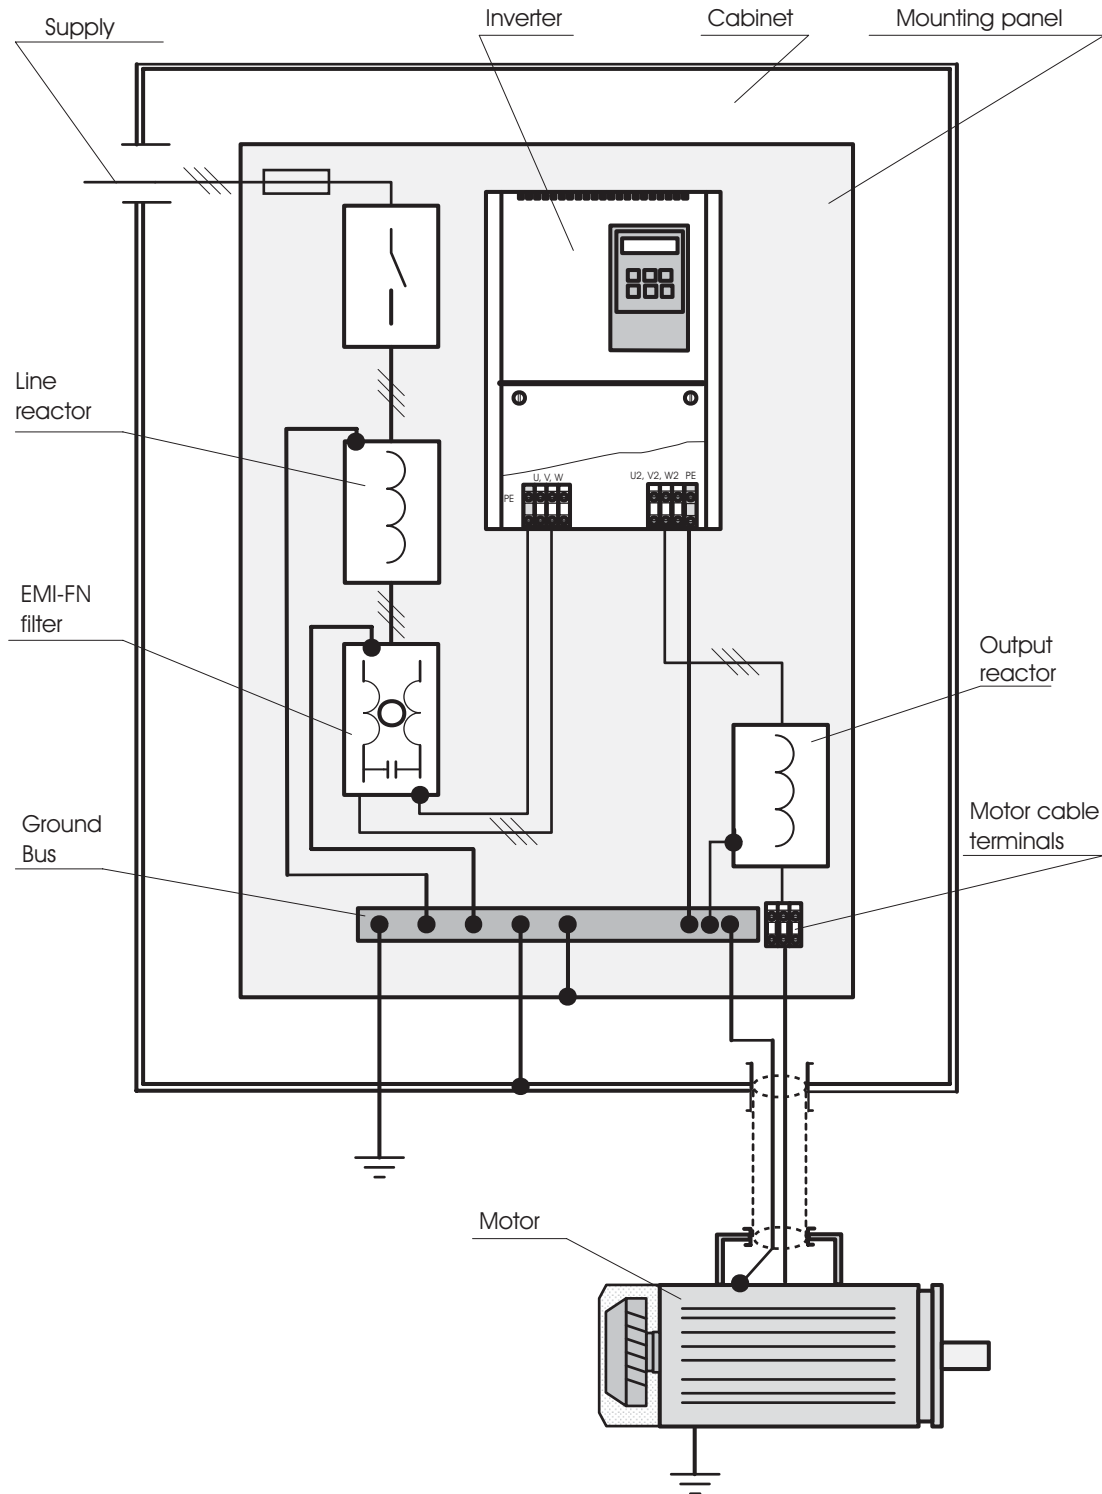 Supply
Inverter
Cabinet
Mounting panel
Line
reactor
U, V, W
U2, V2, W2 PE
PE
EMI-FN
filter
Output
reactor
Ground
Bus
Motor cable
terminals
Motor